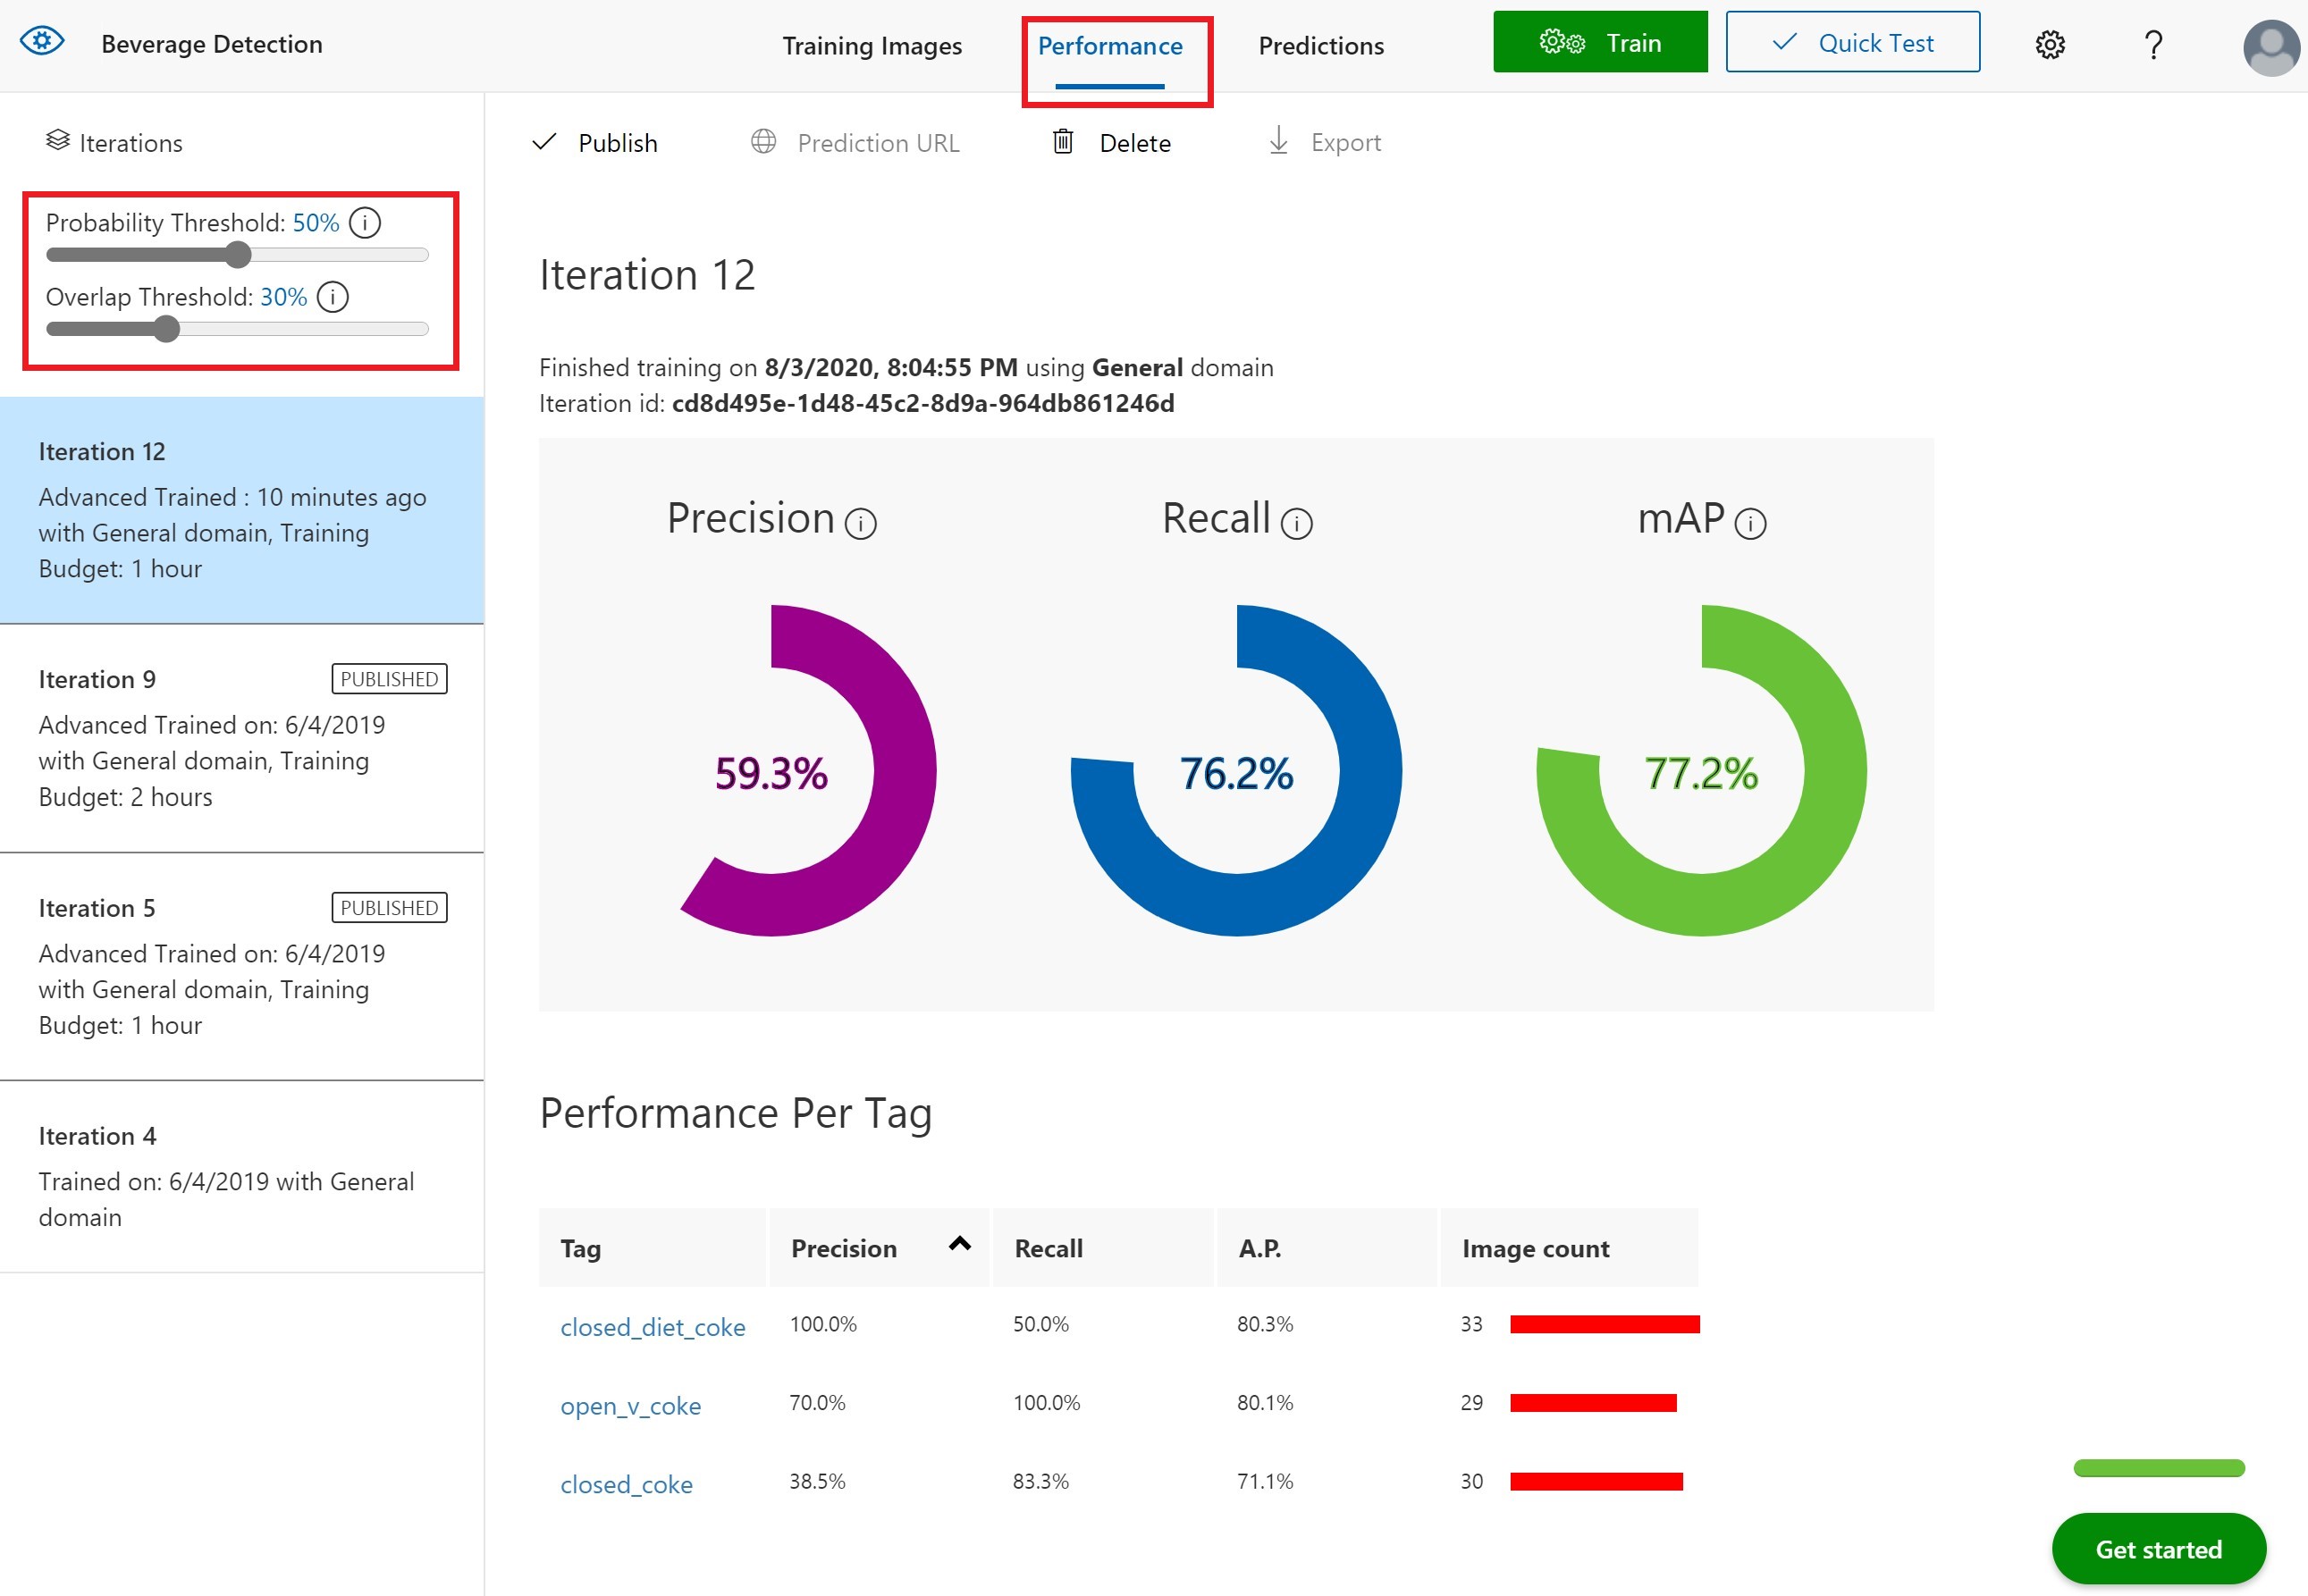 Beverage Detection
Training Images
Performance
Predictions
Train
Quick Test
?
Iterations
Probability Threshold: 50% i
Overlap Threshold: 30% i
Iteration 12
Advanced Trained : 10 minutes ago
with General domain, Training
Budget: 1 hour
Iteration 9 PUBLISHED
Advanced Trained on: 6/4/2019
with General domain, Training
Budget: 2 hours
Iteration 5 PUBLISHED
Advanced Trained on: 6/4/2019
with General domain, Training
Budget: 1 hour
Iteration 4
Trained on: 6/4/2019 with General
domain
Publish
Prediction URL
Delete
Export
Iteration 12
Finished training on 8/3/2020, 8:04:55 PM using General domain
Iteration id: cd8d495e-1d48-45c2-8d9a-964db861246d
Precision i
Recall i
mAP i
59.3%
76.2%
77.2%
Performance Per Tag
Tag Precision Recall A.P. Image count
closed_diet_coke 100.0% 50.0% 80.3% 33
open_v_coke 70.0% 100.0% 80.1% 29
closed_coke 38.5% 83.3% 71.1% 30
Get started